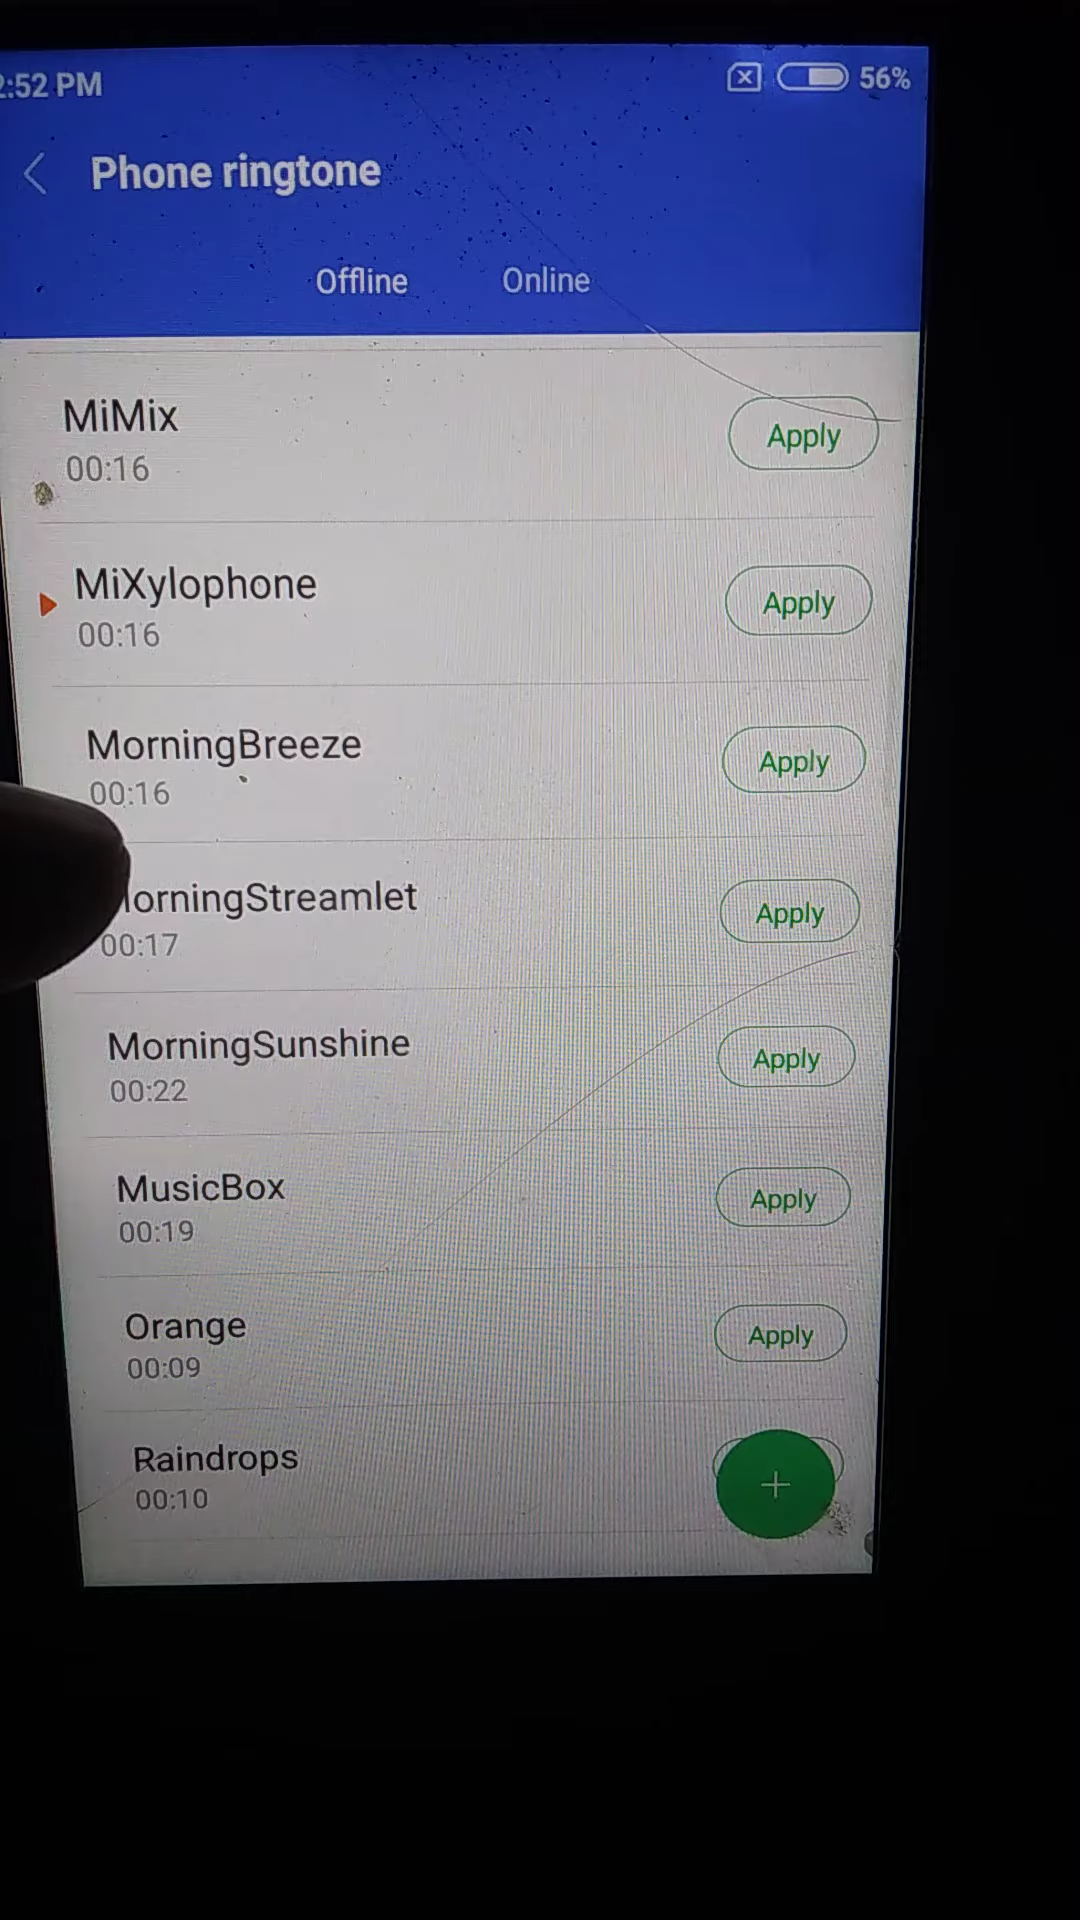 :52 PM
56%
Phone ringtone
Offline
Online
MiMix
Apply
00:16
MiXylophone
Apply
00:16
MorningBreeze
Apply
00:16
orningStreamlet
Apply
00:17
MorningSunshine
Apply
00:22
MusicBox
Apply
00:19
Orange
Apply
00:09
Raindrops
+
00:10